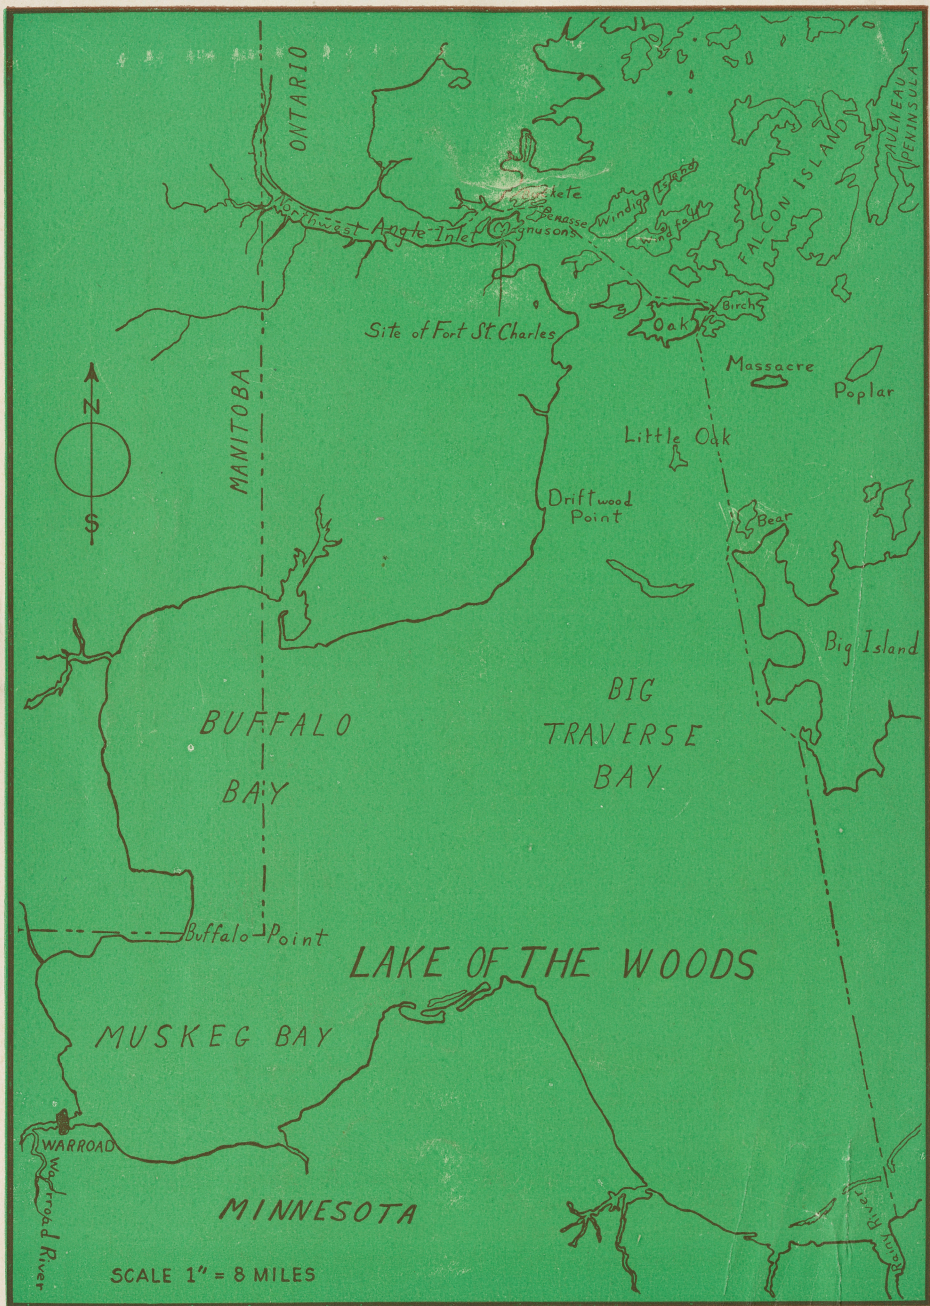 ONTARIO
AULNEAU
PENINSULA
FALCON ISLAND
Penasse
Windigo Island
Windfall
Northwest Angle Inlet
Magnusons
Birch
Oak
Site of Fort St. Charles
Massacre
Poplar
N
MANITOBA
Little Oak
S
Driftwood
Point
Bear
Big Island
BIG
TRAVERSE
BAY
BUFFALO
BAY
Buffalo Point
LAKE OF THE WOODS
MUSKEG BAY
WARROAD
Warroad River
MINNESOTA
Rainy River
SCALE 1" = 8 MILES